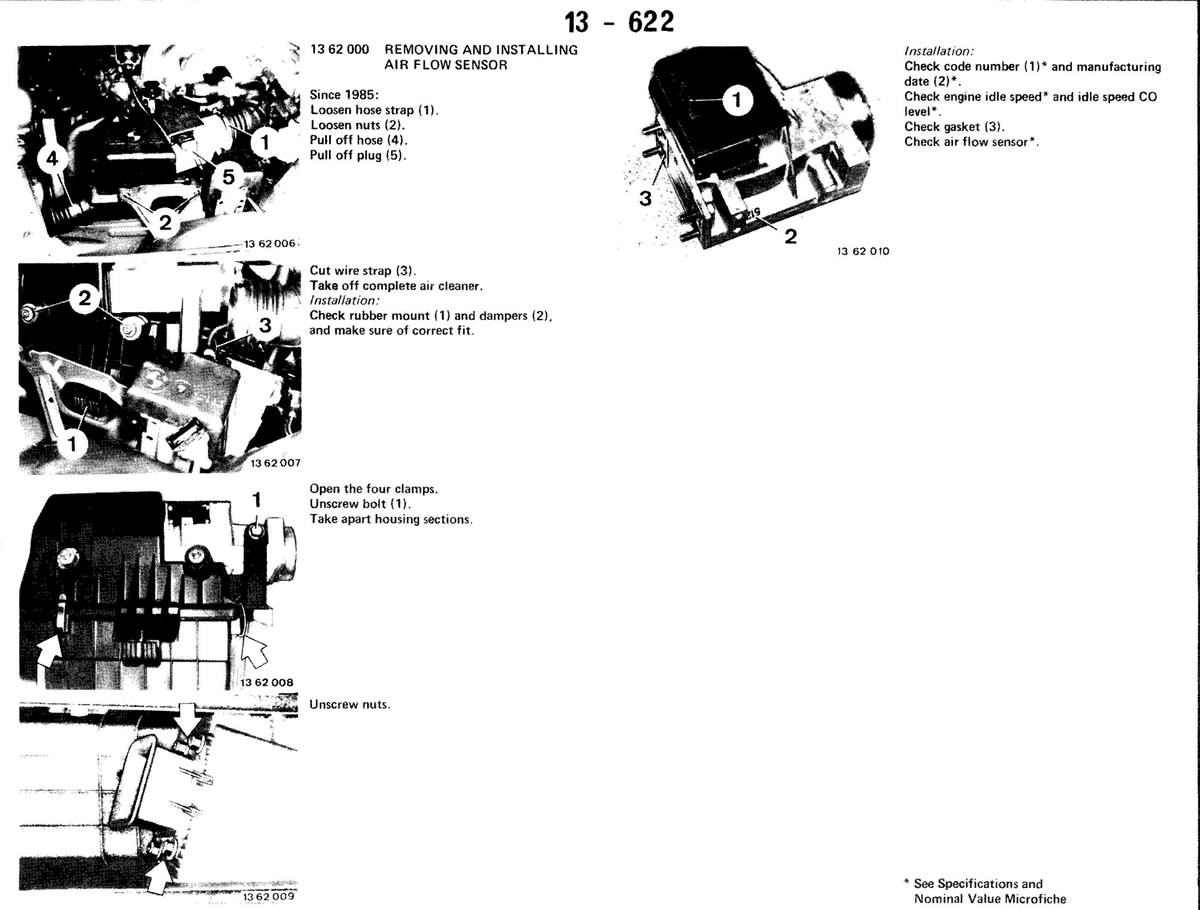 13 - 622
13 62 000 REMOVING AND INSTALLING
AIR FLOW SENSOR
Since 1985:
Loosen hose strap (1).
Loosen nuts (2).
Pull off hose (4).
Pull off plug (5).
4
1
5
2
13 62 006
Cut wire strap (3).
Take off complete air cleaner.
Installation:
Check rubber mount (1) and dampers (2),
and make sure of correct fit.
2
3
1
13 62 007
Open the four clamps.
Unscrew bolt (1).
Take apart housing sections.
1
13 62 008
Unscrew nuts.
13 62 009
1
3
2
13 62 010
Installation:
Check code number (1)* and manufacturing
date (2)*.
Check engine idle speed* and idle speed CO
level*.
Check gasket (3).
Check air flow sensor*.
* See Specifications and
Nominal Value Microfiche